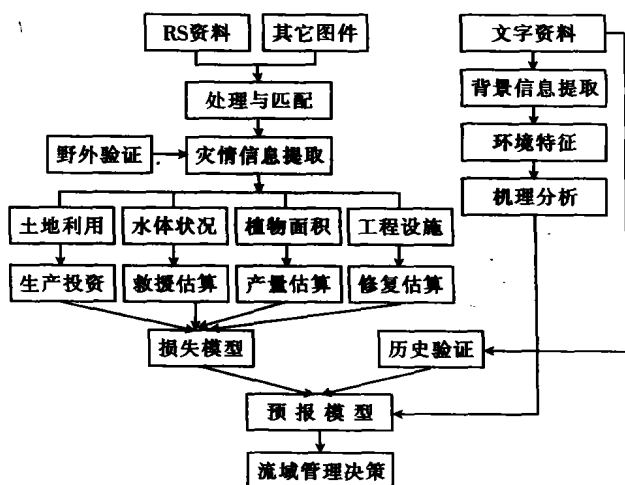 RS资料
其它图件
文字资料
处理与匹配
背景信息提取
野外验证
灾情信息提取
环境特征
机理分析
土地利用
水体状况
植物面积
工程设施
生产投资
救援估算
产量估算
修复估算
损失模型
历史验证
预报模型
流域管理决策